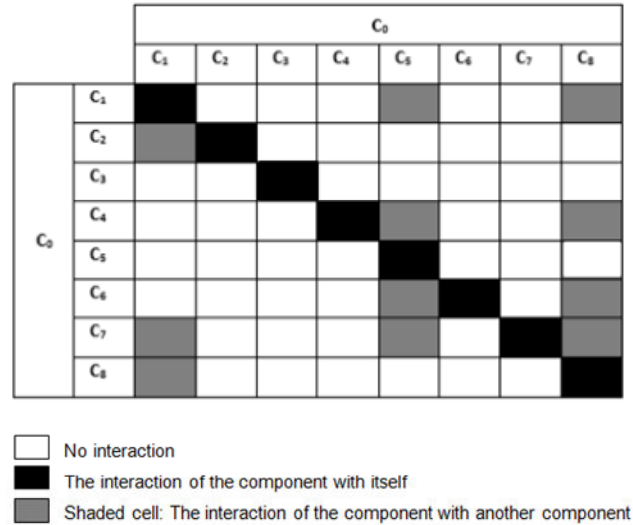 C₀
C₁ C₂ C₃ C₄ C₅ C₆ C₇ C₈
C₁
C₂
C₃
C₄
C₀
C₅
C₆
C₇
C₈
No interaction
The interaction of the component with itself
Shaded cell: The interaction of the component with another component